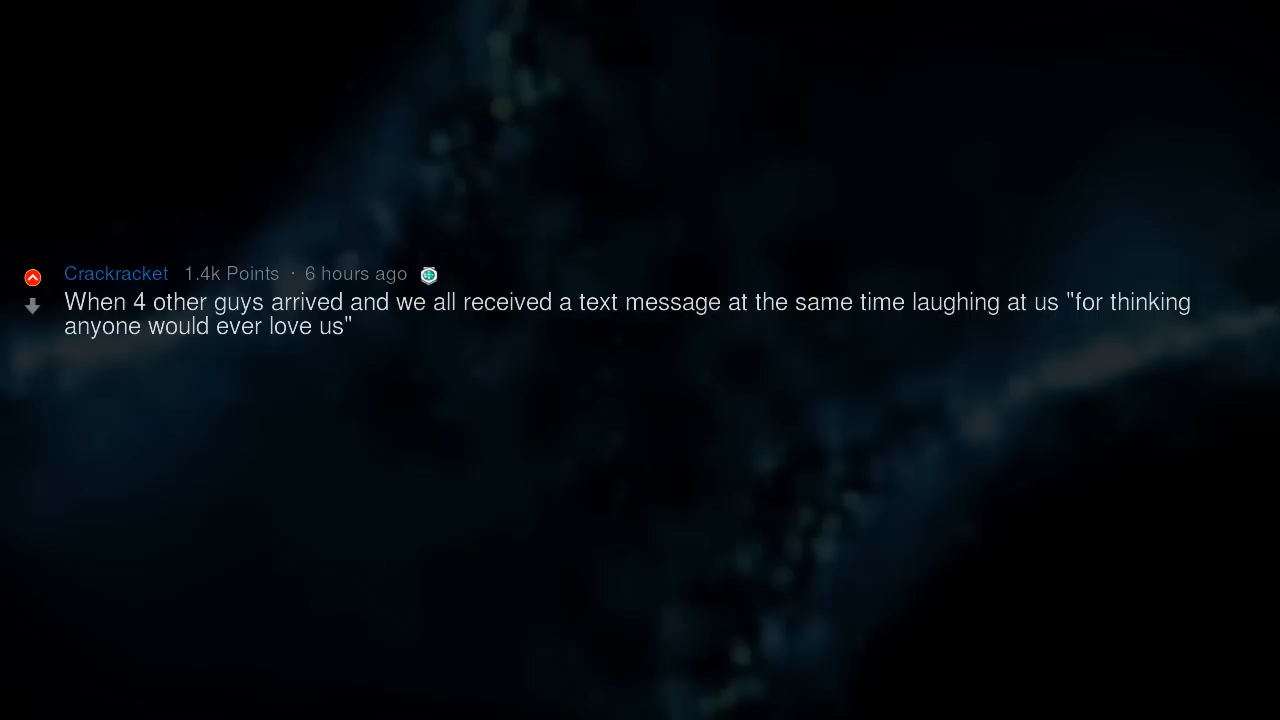 Crackracket 1.4k Points · 6 hours ago
When 4 other guys arrived and we all received a text message at the same time laughing at us "for thinking
anyone would ever love us"